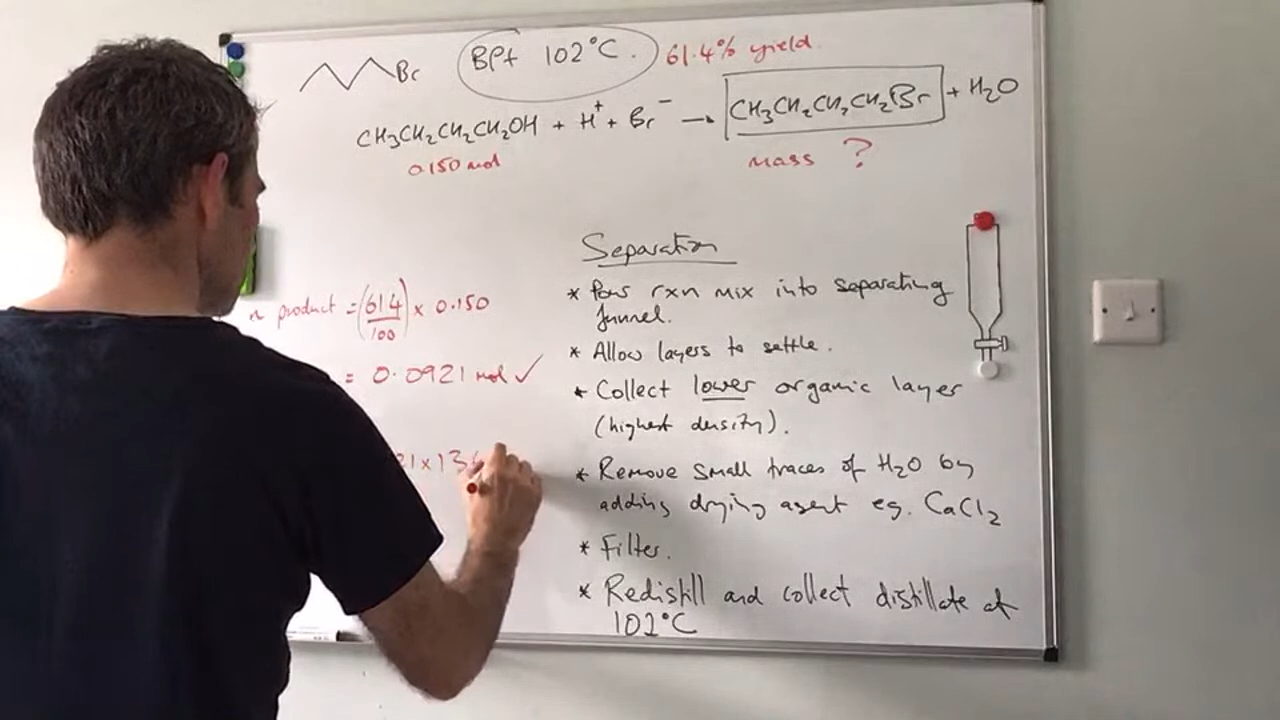 Br
BPt 102°C.
61.4% yield.
CH3CH2CH2CH2OH + H⁺ + Br⁻ → CH3CH2CH2CH2Br + H2O
0.150 mol
mass ?
Separation
n product = (61.4/100) × 0.150
= 0.0921 mol ✓
21 × 136
* Pour rxn mix into separating
funnel.
* Allow layers to settle.
* Collect lower organic layer
(highest density).
* Remove small traces of H2O by
adding drying agent eg. CaCl2
* Filter.
* Redistill and collect distillate at
102°C